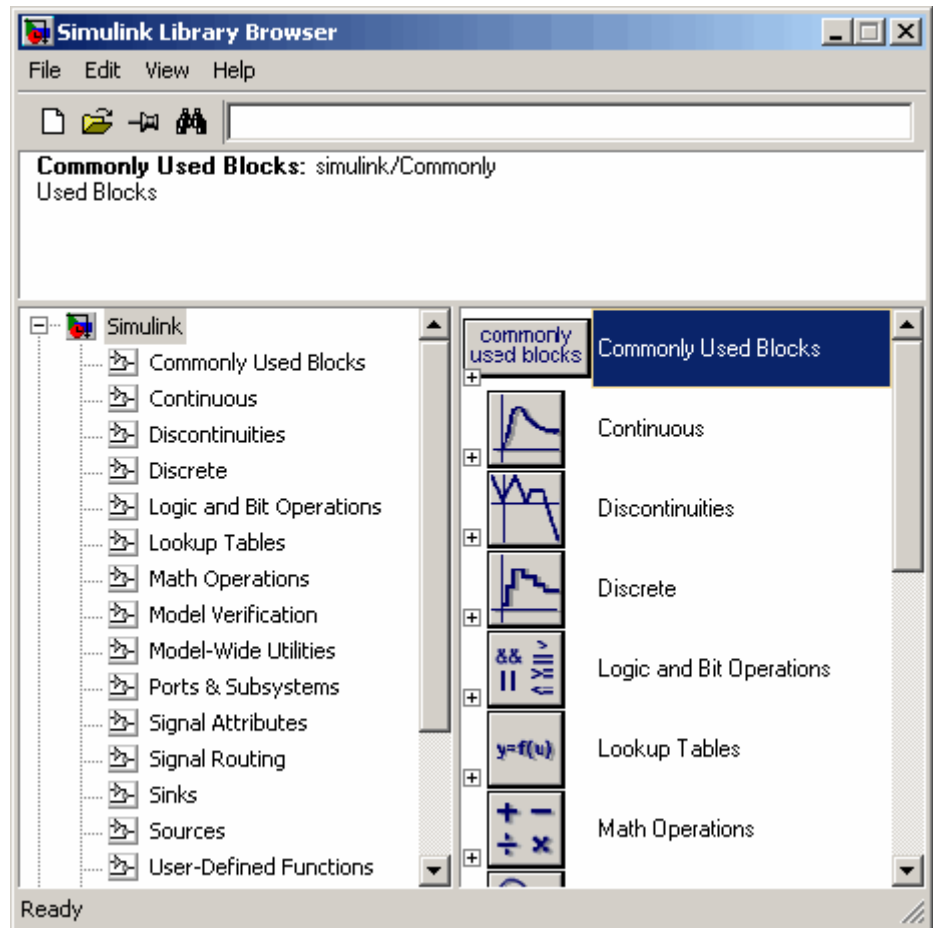 Simulink Library Browser
File Edit View Help
Commonly Used Blocks: simulink/Commonly
Used Blocks
Simulink
Commonly Used Blocks
Continuous
Discontinuities
Discrete
Logic and Bit Operations
Lookup Tables
Math Operations
Model Verification
Model-Wide Utilities
Ports & Subsystems
Signal Attributes
Signal Routing
Sinks
Sources
User-Defined Functions
commonly
used blocks
Commonly Used Blocks
Continuous
Discontinuities
Discrete
&& >
|| >=
<=
Logic and Bit Operations
y=f(u)
Lookup Tables
+ −
÷ ×
Math Operations
Ready